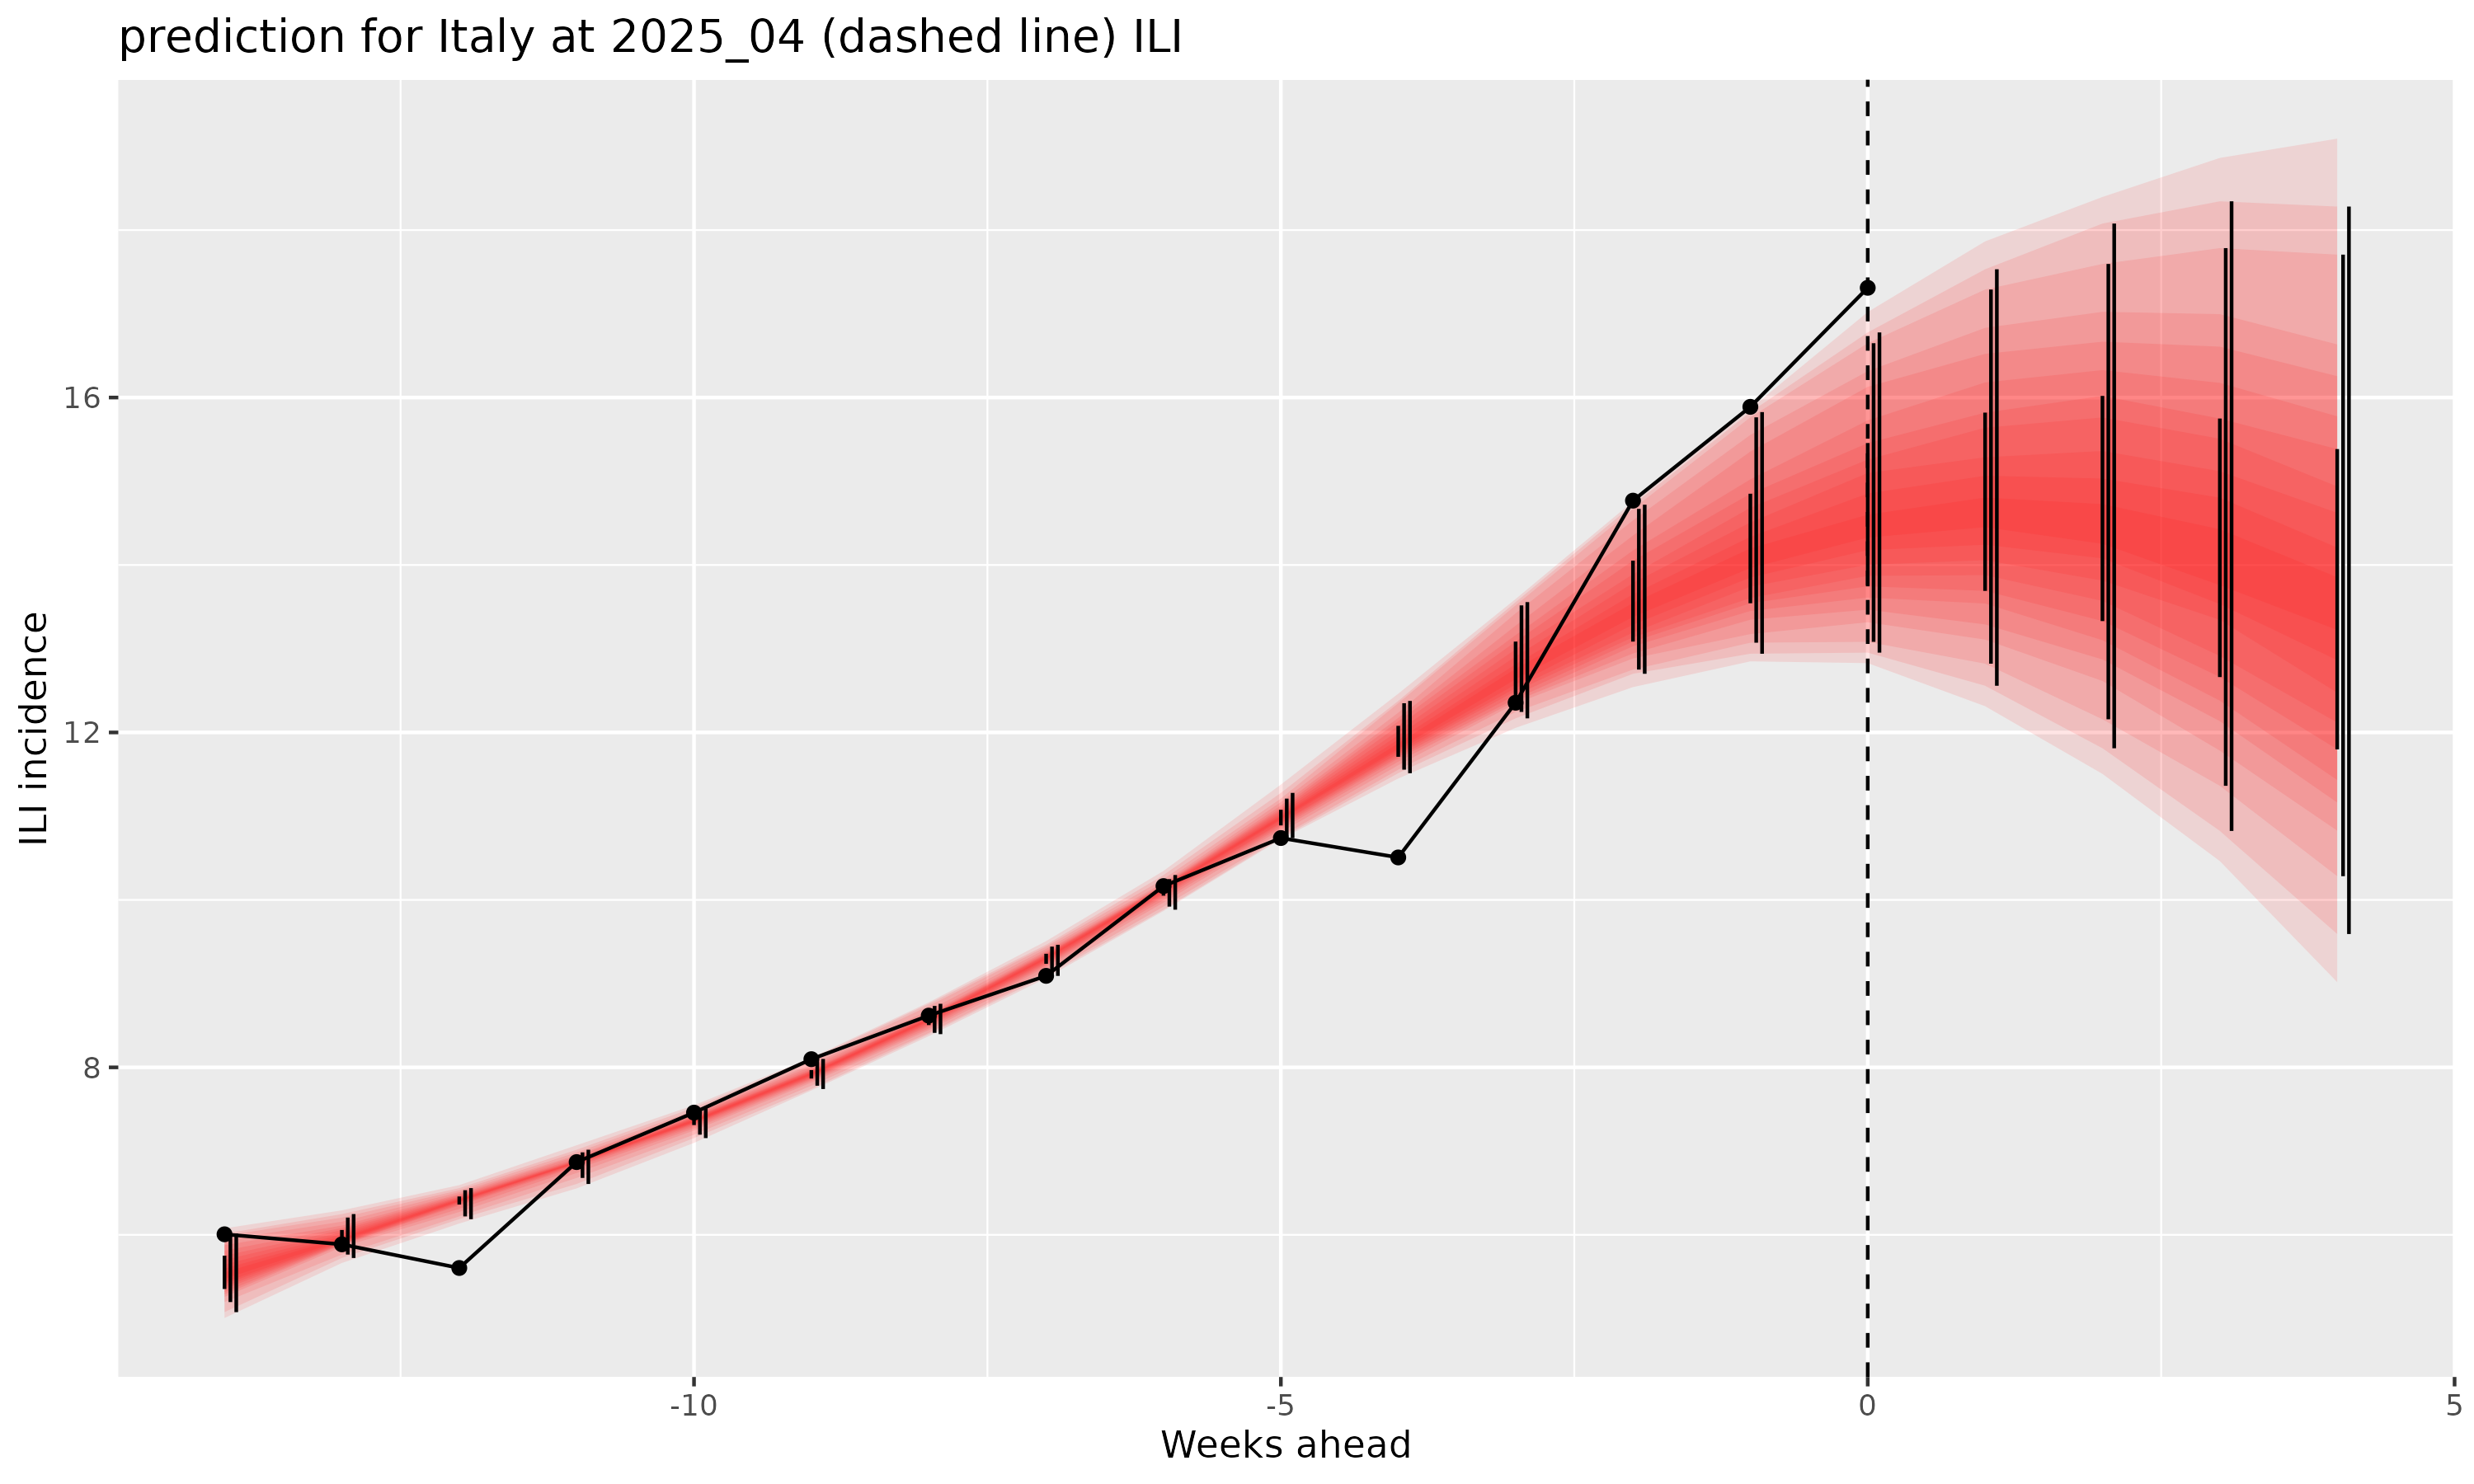 prediction for Italy at 2025_04 (dashed line) ILI
ILI incidence
16
12
8
-10
-5
0
5
Weeks ahead